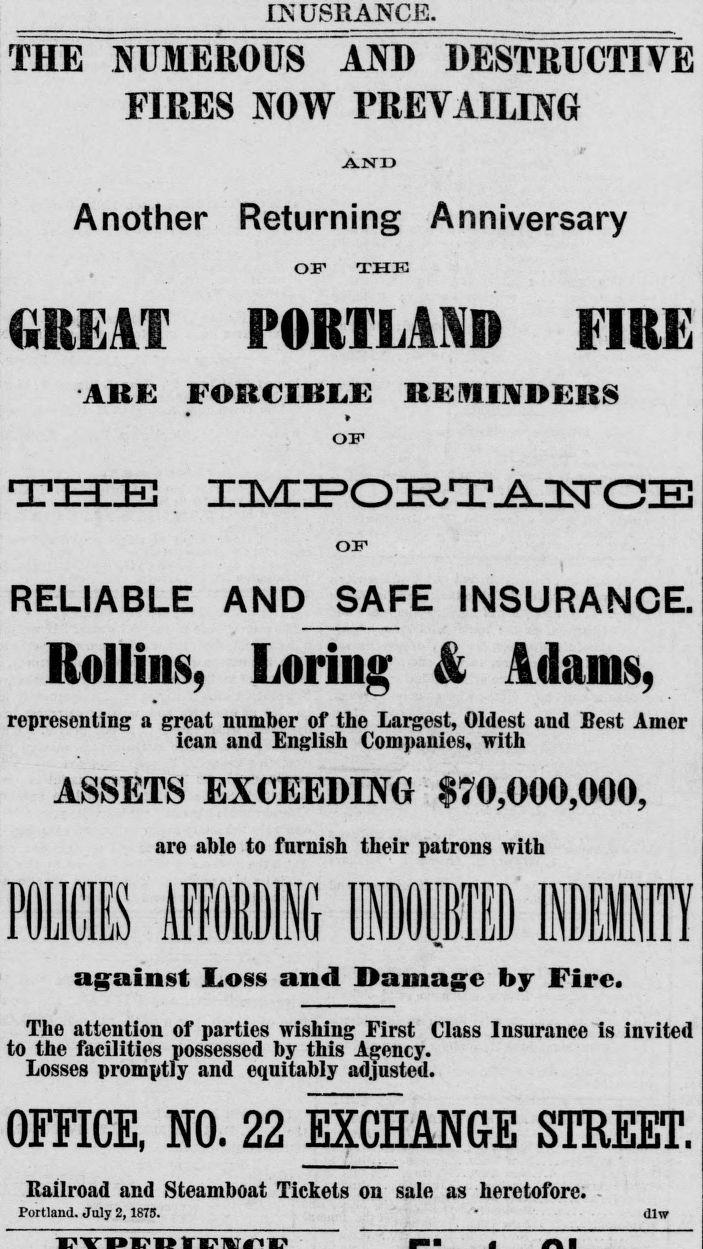 INUSRANCE.
THE NUMEROUS AND DESTRUCTIVE
FIRES NOW PREVAILING
AND
Another Returning Anniversary
OF THE
GREAT PORTLAND FIRE
ARE FORCIBLE REMINDERS
OF
THE IMPORTANCE
OF
RELIABLE AND SAFE INSURANCE.
Rollins, Loring & Adams,
representing a great number of the Largest, Oldest and Best Amer
ican and English Companies, with
ASSETS EXCEEDING $70,000,000,
are able to furnish their patrons with
POLICIES AFFORDING UNDOUBTED INDEMNITY
against Loss and Damage by Fire.
The attention of parties wishing First Class Insurance is invited
to the facilities possessed by this Agency.
Losses promptly and equitably adjusted.
OFFICE, NO. 22 EXCHANGE STREET.
Railroad and Steamboat Tickets on sale as heretofore.
Portland. July 2, 1875. d1w
EXPERIENCE